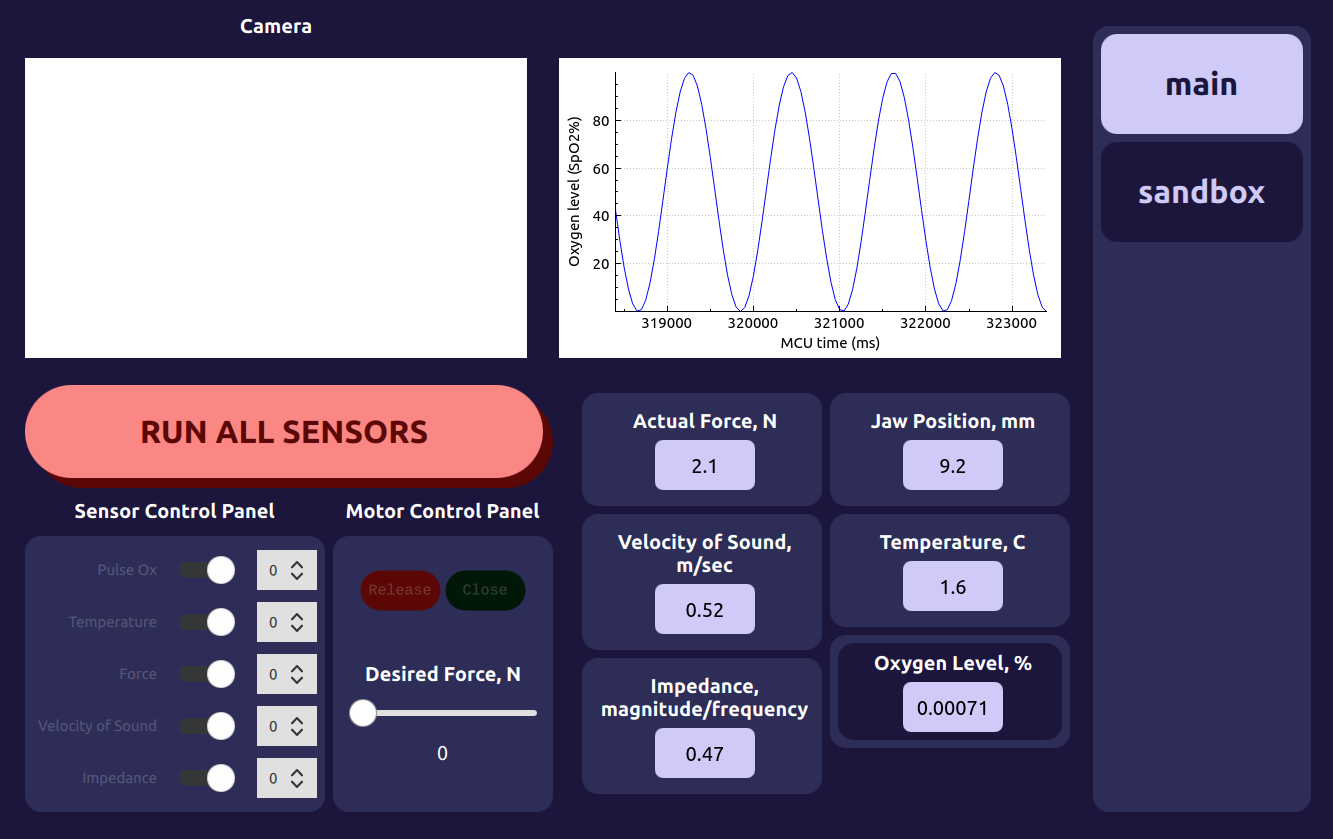 Camera
main
sandbox
Oxygen level (SpO2%)
80
60
40
20
319000 320000 321000 322000 323000
MCU time (ms)
RUN ALL SENSORS
Sensor Control Panel
Pulse Ox 0
Temperature 0
Force 0
Velocity of Sound 0
Impedance 0
Motor Control Panel
Release Close
Desired Force, N
0
Actual Force, N
2.1
Jaw Position, mm
9.2
Velocity of Sound,
m/sec
0.52
Temperature, C
1.6
Impedance,
magnitude/frequency
0.47
Oxygen Level, %
0.00071